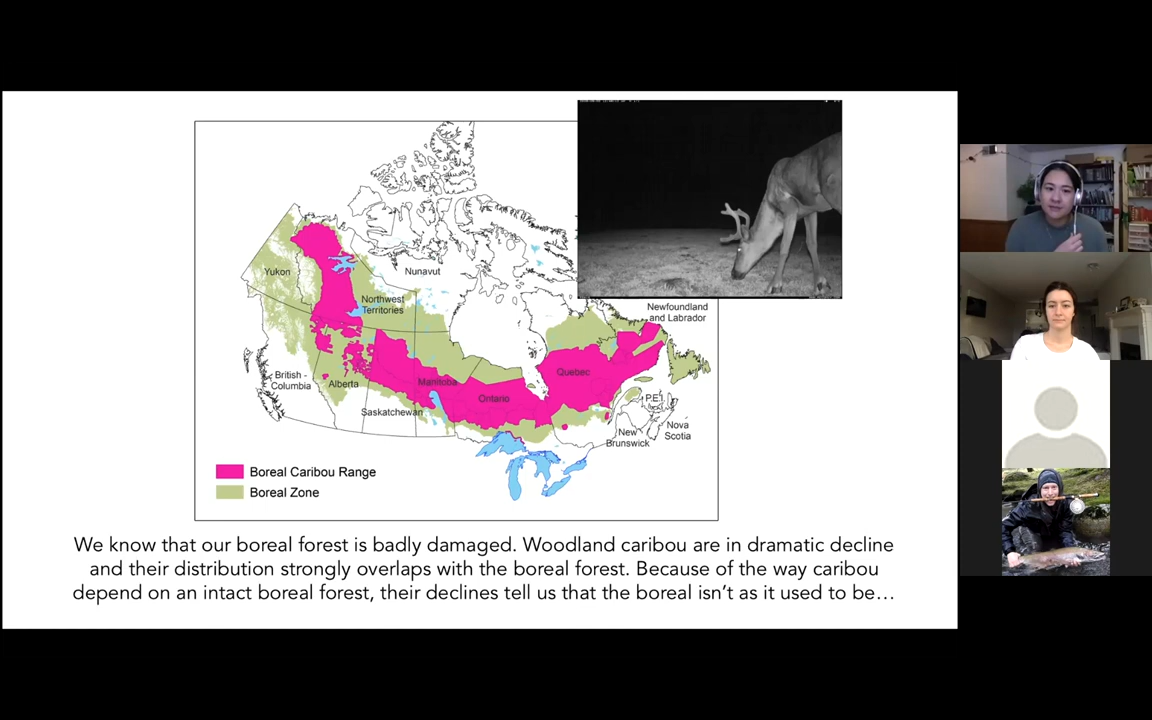 Yukon
Nunavut
Northwest
Territories
Newfoundland
and Labrador
British -
Columbia
Alberta
Saskatchewan
Manitoba
Ontario
Quebec
P.E.I.
New
Brunswick
Nova
Scotia
Boreal Caribou Range
Boreal Zone
We know that our boreal forest is badly damaged. Woodland caribou are in dramatic decline
and their distribution strongly overlaps with the boreal forest. Because of the way caribou
depend on an intact boreal forest, their declines tell us that the boreal isn’t as it used to be…